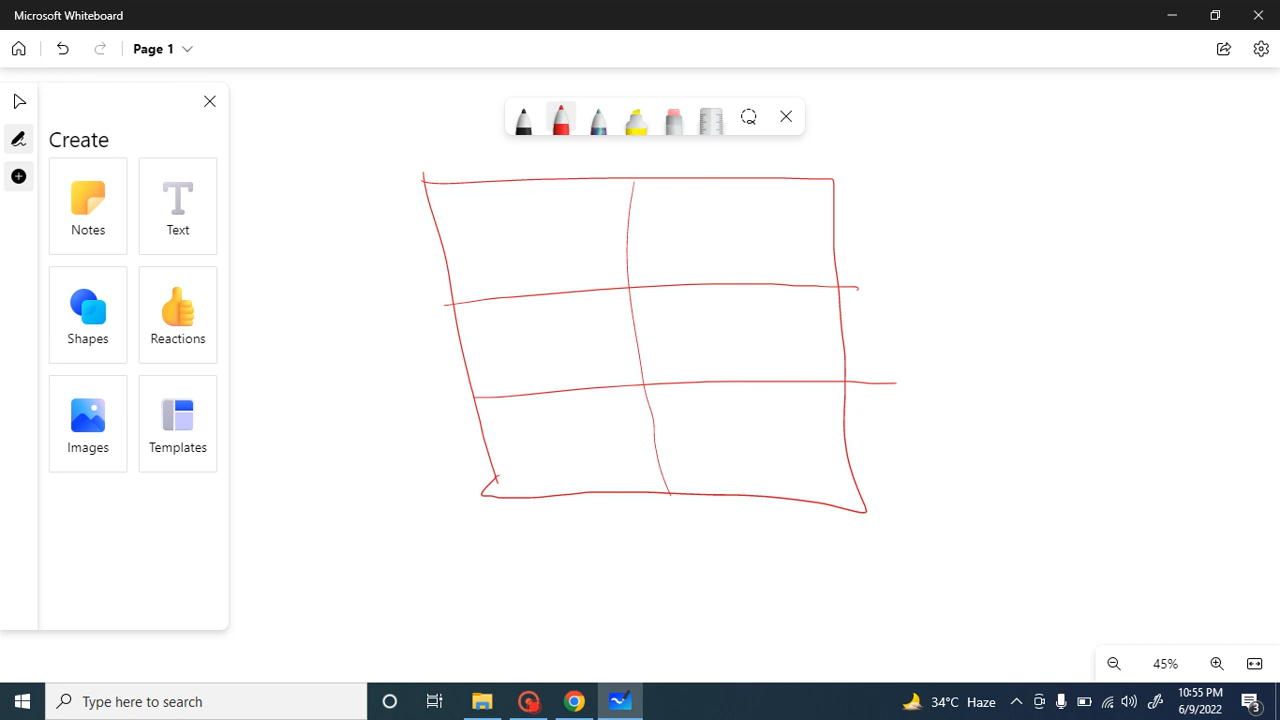 Microsoft Whiteboard
Page 1
Create
Notes
Text
Shapes
Reactions
Images
Templates
45%
Type here to search
34°C Haze
10:55 PM
6/9/2022
3